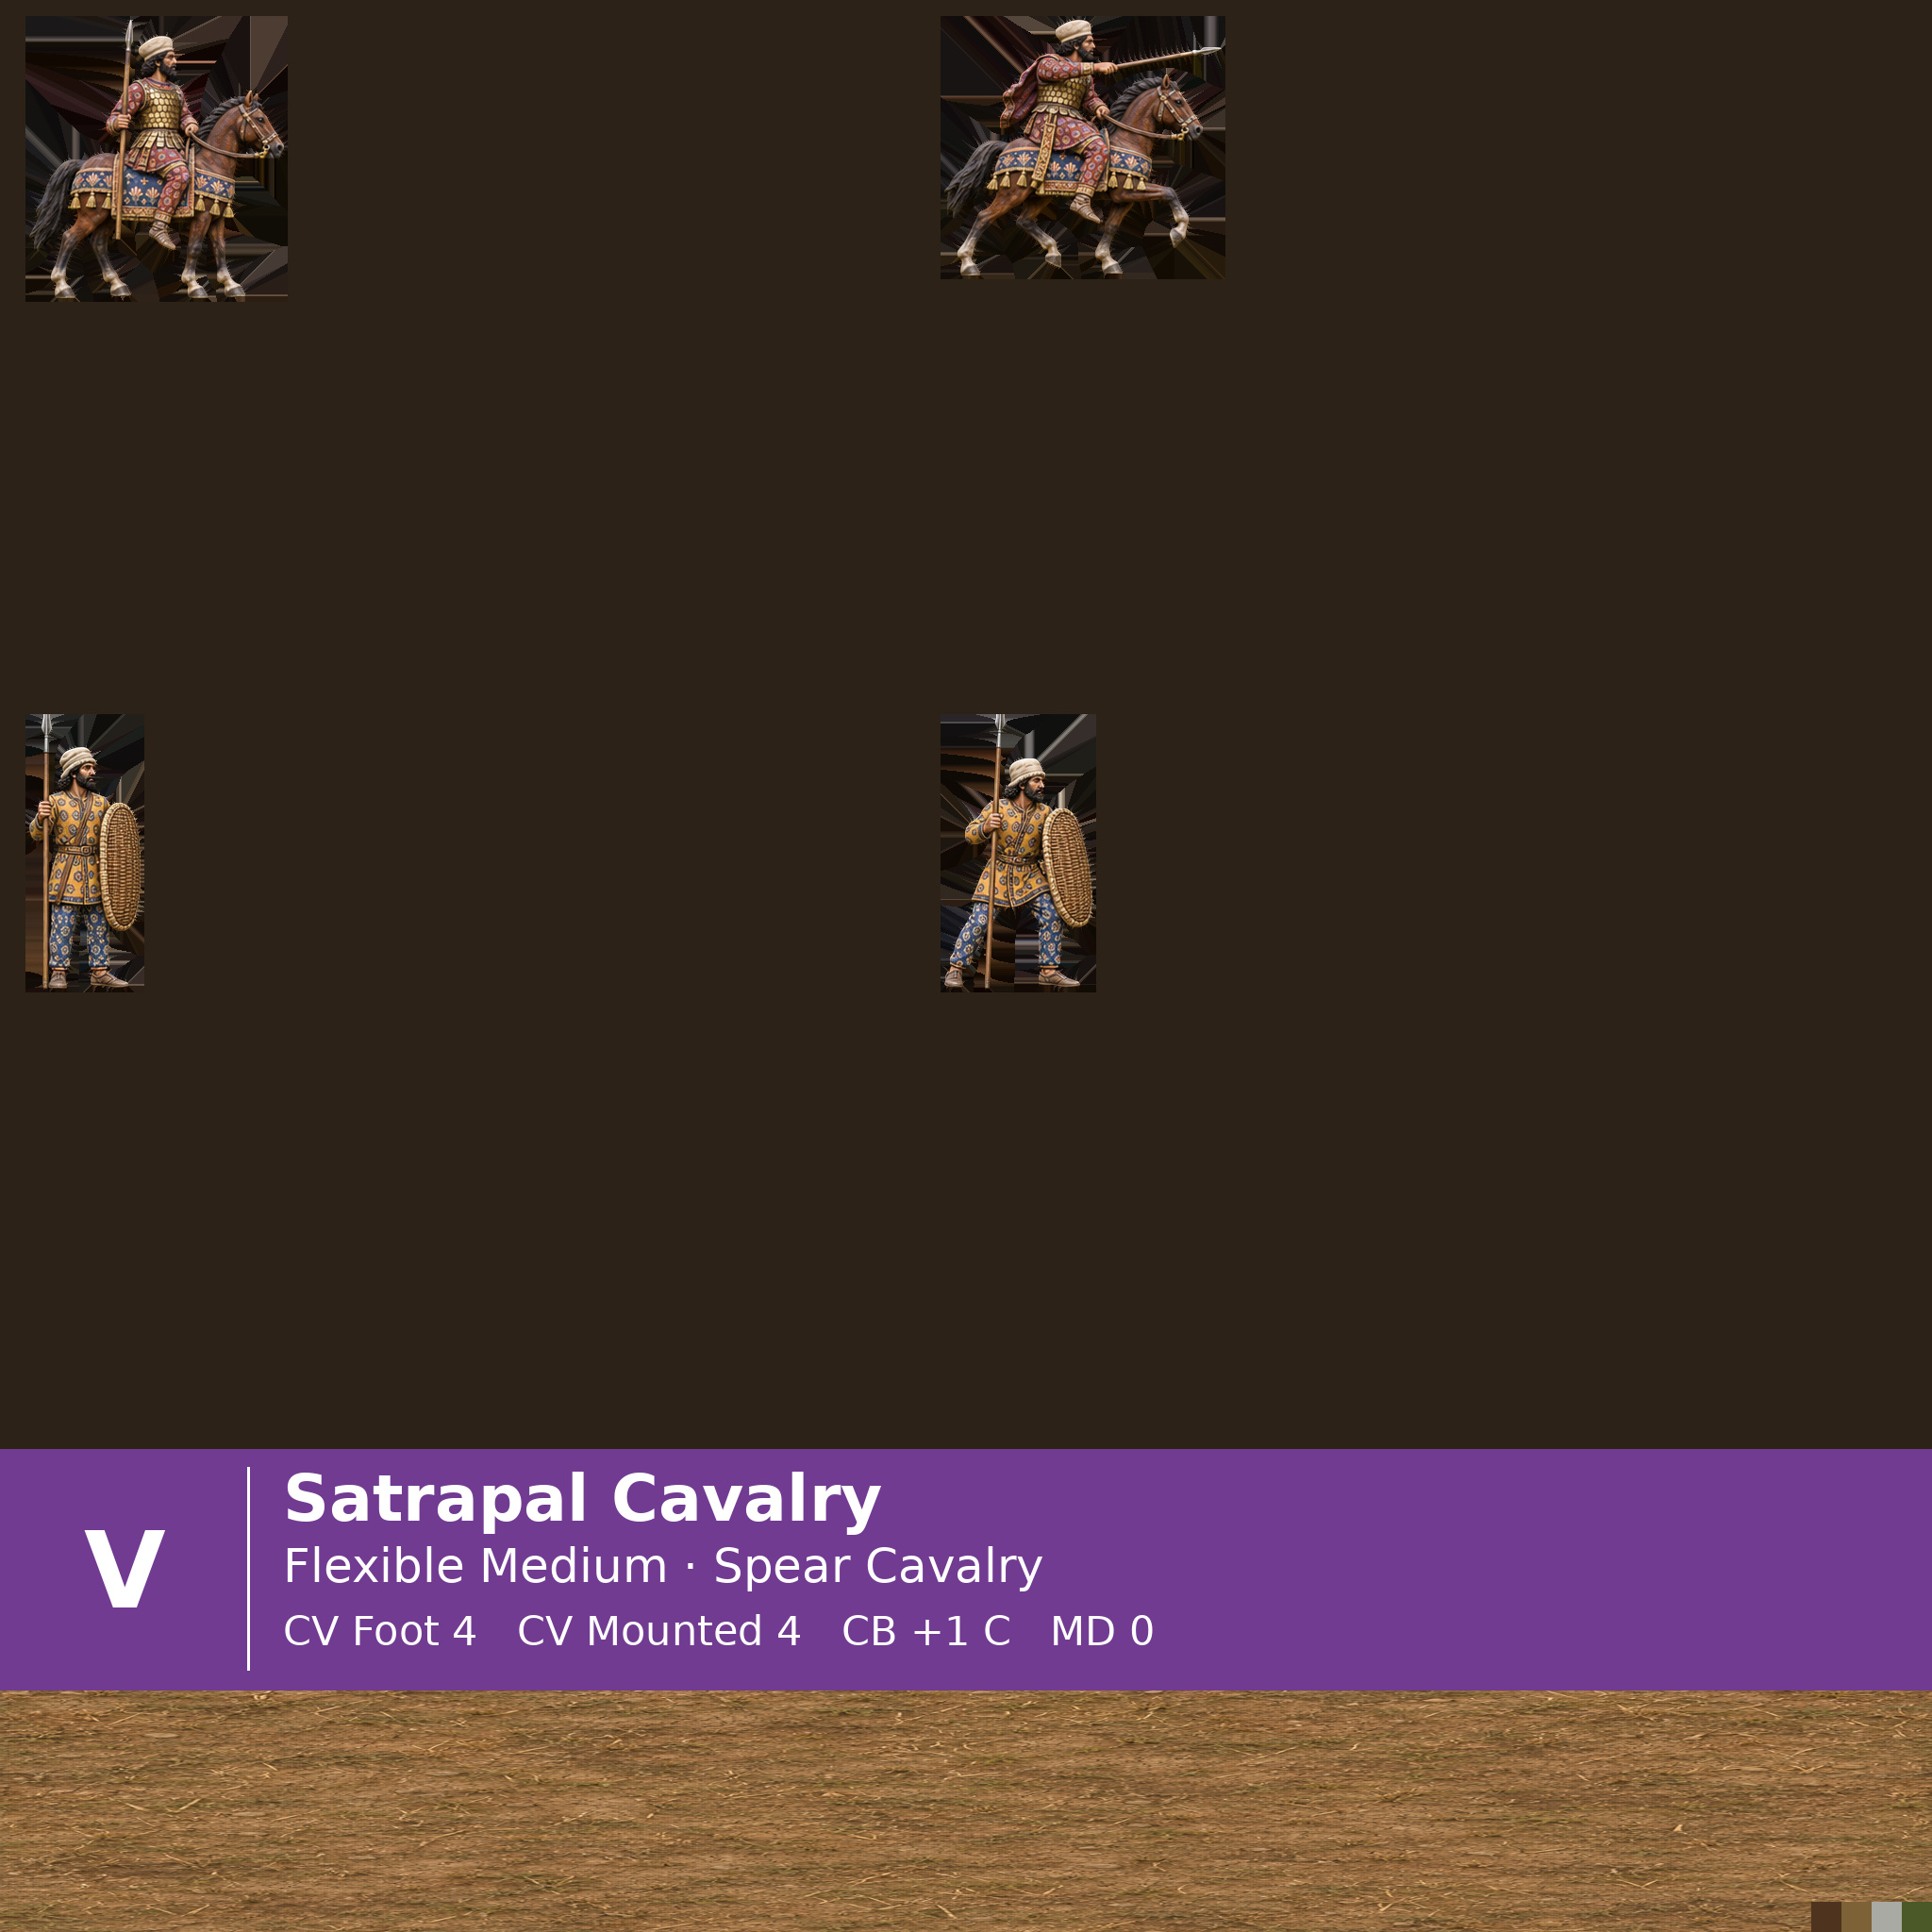 V
Satrapal Cavalry
Flexible Medium · Spear Cavalry
CV Foot 4 CV Mounted 4 CB +1 C MD 0